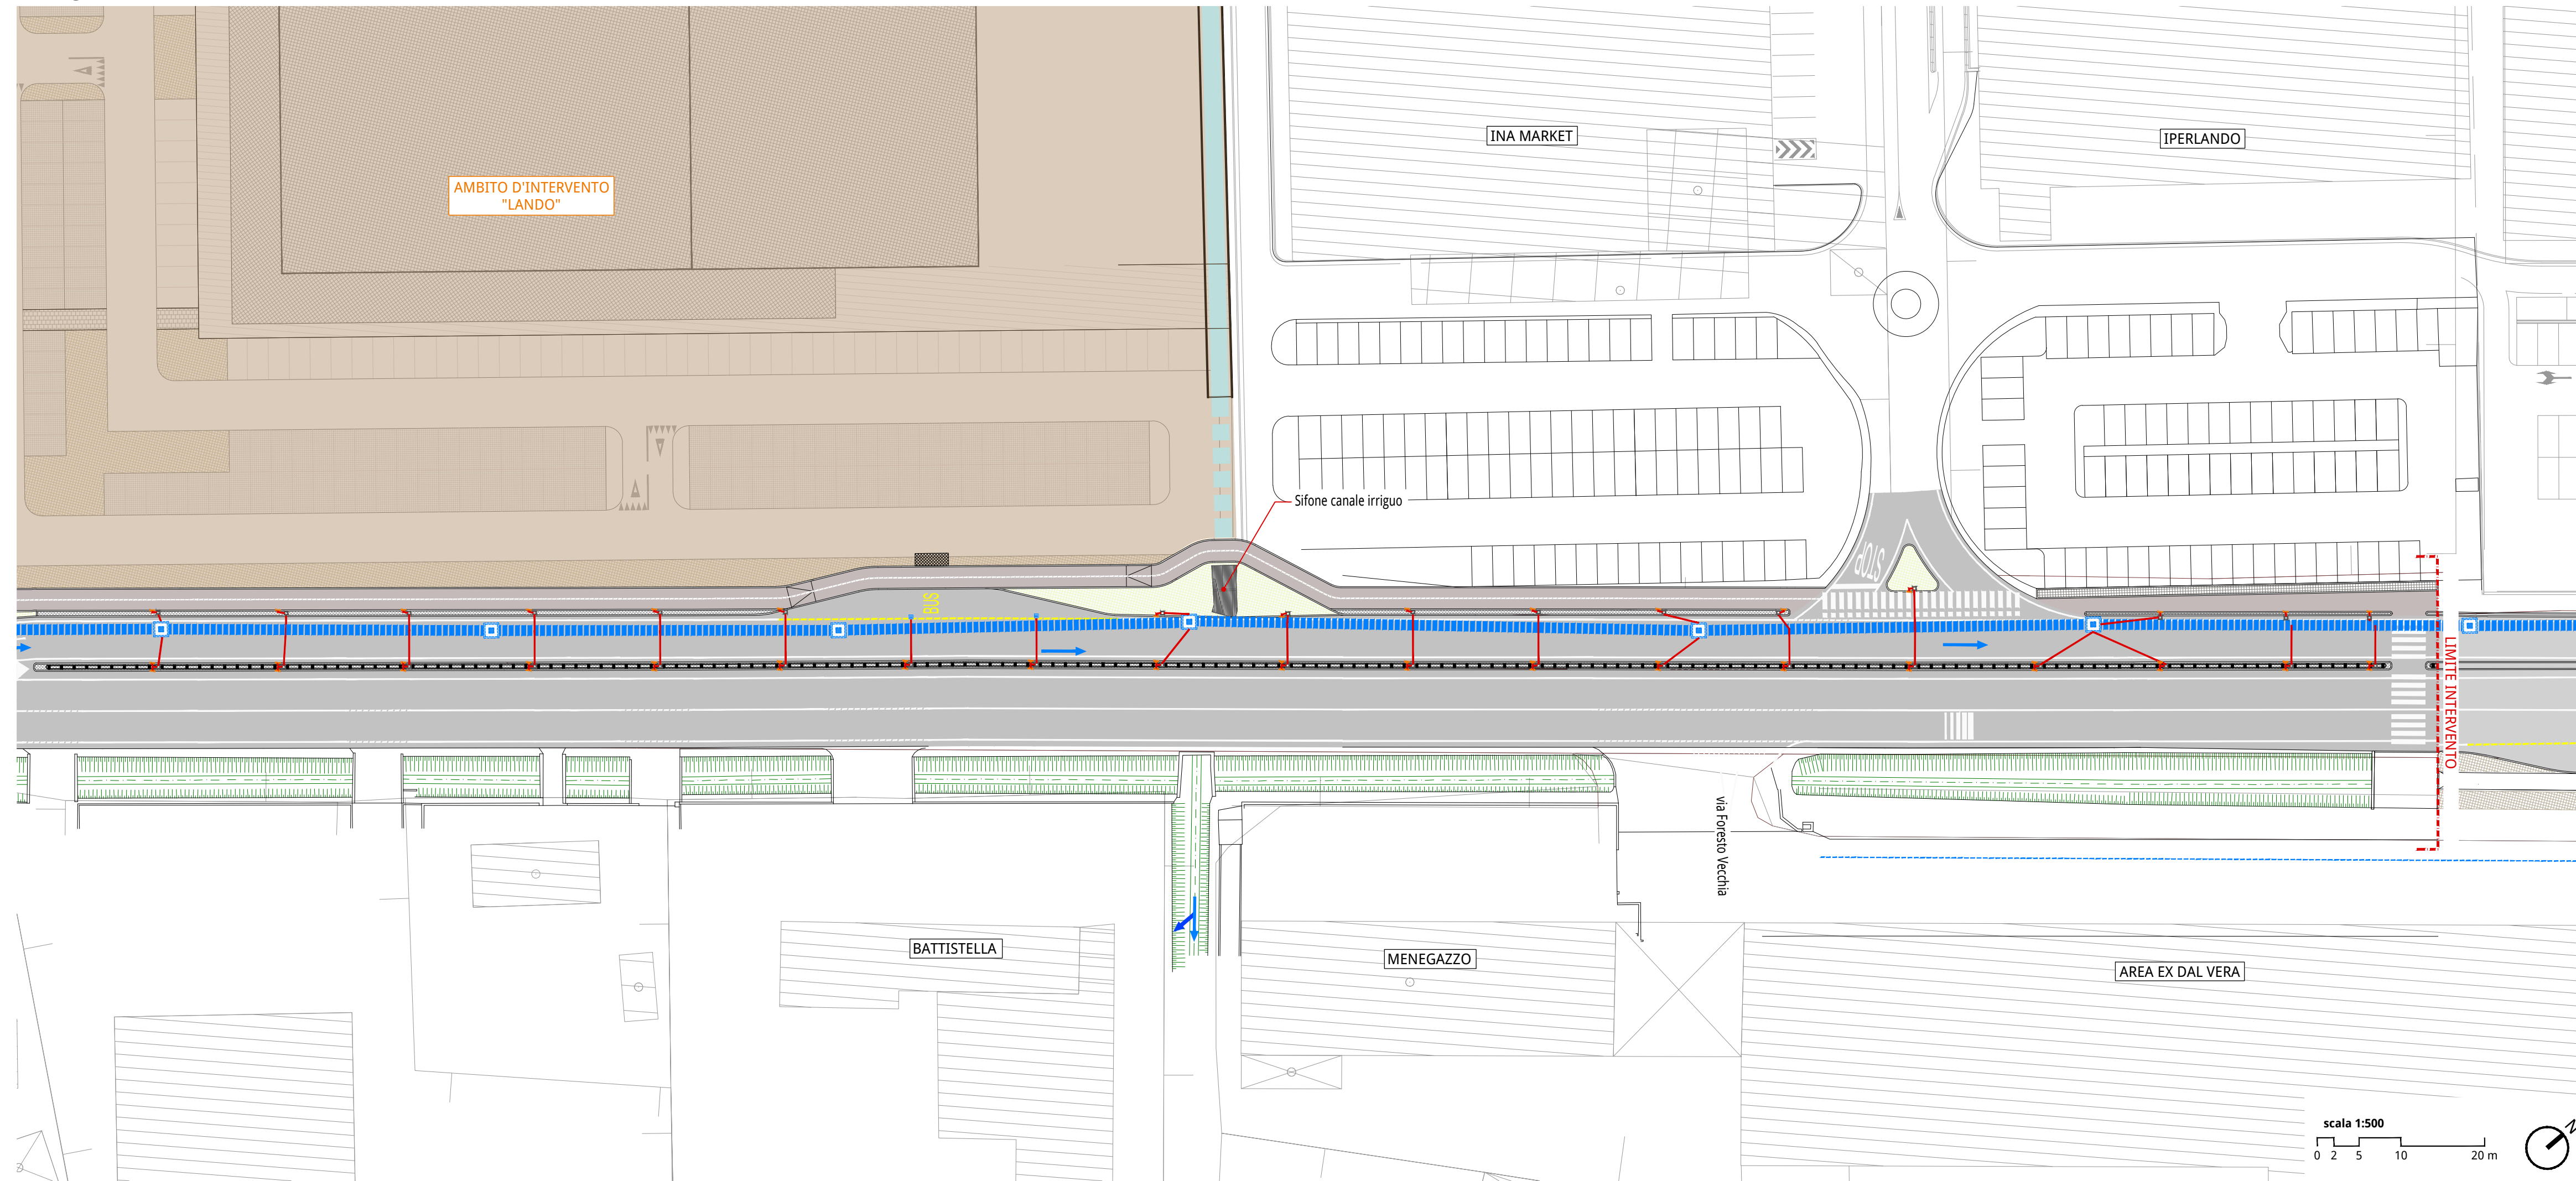 INA MARKET
IPERLANDO
AMBITO D'INTERVENTO
"LANDO"
Sifone canale irriguo
STOP
BUS
LIMITE INTERVENTO
via Foresto Vecchia
BATTISTELLA
MENEGAZZO
AREA EX DAL VERA
scala 1:500
0 2 5 10 20 m
N